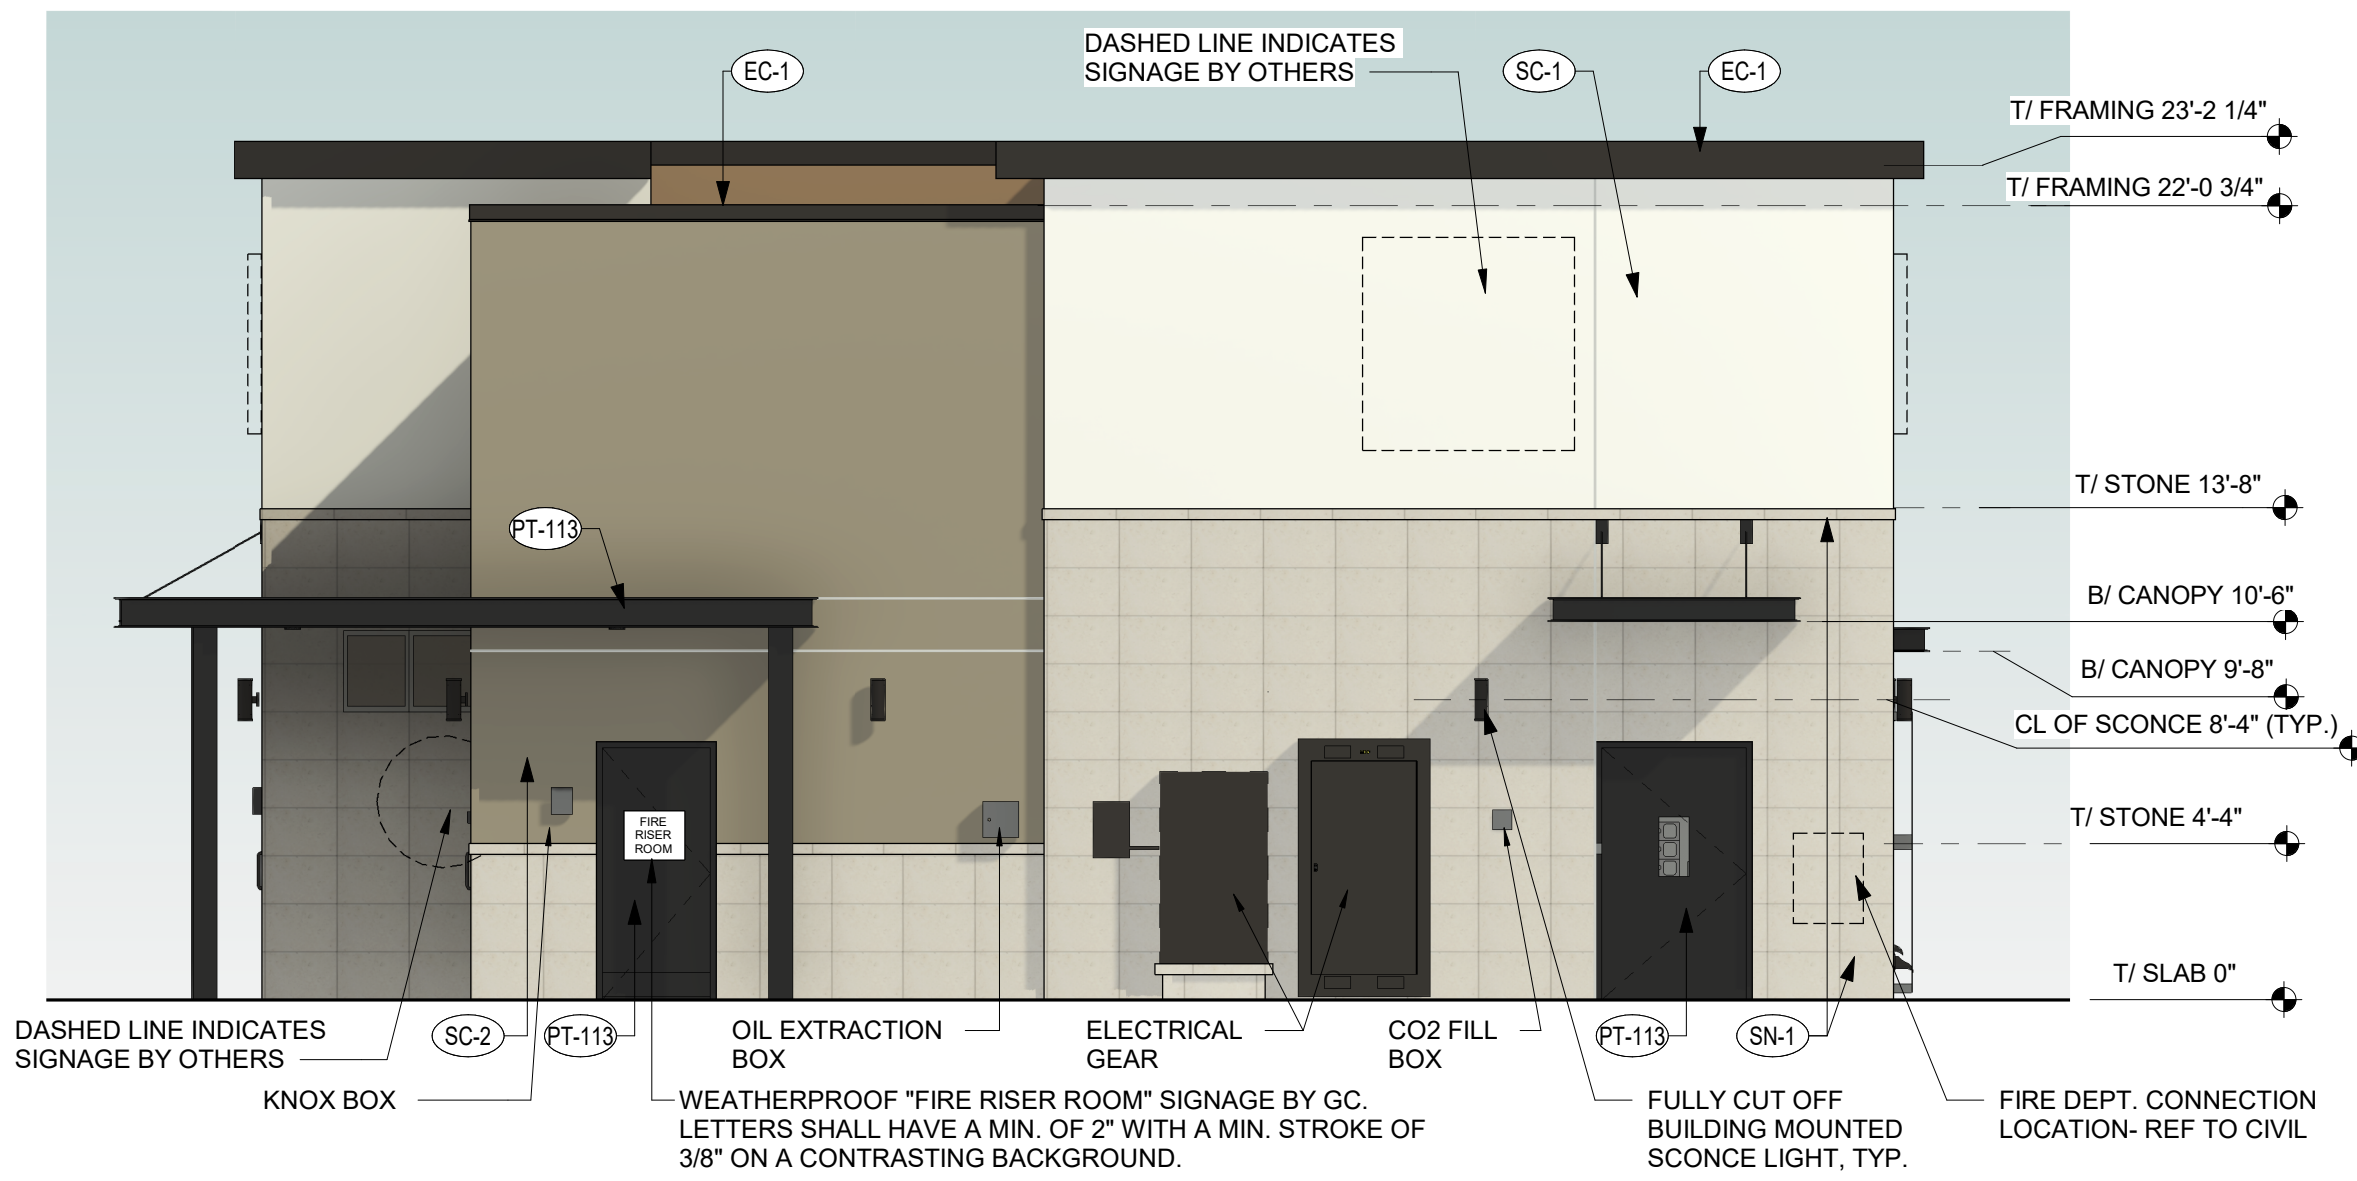 DASHED LINE INDICATES
SIGNAGE BY OTHERS
EC-1
SC-1
EC-1
T/ FRAMING 23'-2 1/4"
T/ FRAMING 22'-0 3/4"
T/ STONE 13'-8"
PT-113
B/ CANOPY 10'-6"
B/ CANOPY 9'-8"
CL OF SCONCE 8'-4" (TYP.)
T/ STONE 4'-4"
FIRE
RISER
ROOM
T/ SLAB 0"
DASHED LINE INDICATES
SIGNAGE BY OTHERS
SC-2
PT-113
OIL EXTRACTION
BOX
ELECTRICAL
GEAR
CO2 FILL
BOX
PT-113
SN-1
KNOX BOX
WEATHERPROOF "FIRE RISER ROOM" SIGNAGE BY GC.
LETTERS SHALL HAVE A MIN. OF 2" WITH A MIN. STROKE OF
3/8" ON A CONTRASTING BACKGROUND.
FULLY CUT OFF
BUILDING MOUNTED
SCONCE LIGHT, TYP.
FIRE DEPT. CONNECTION
LOCATION- REF TO CIVIL